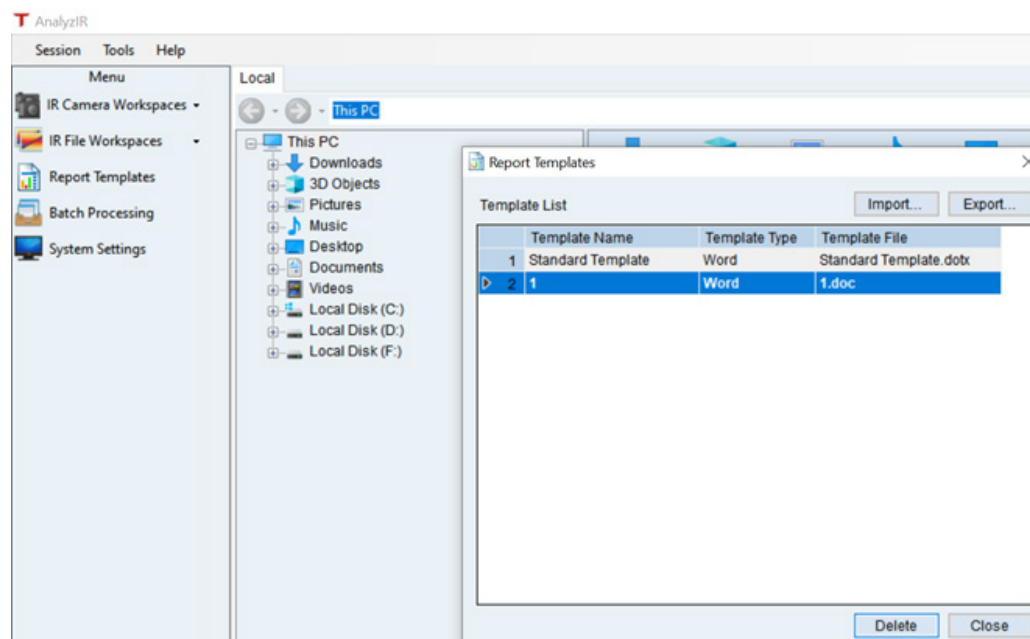 AnalyzIR
Session Tools Help
Menu
IR Camera Workspaces
IR File Workspaces
Report Templates
Batch Processing
System Settings
Local
This PC
This PC
Downloads
3D Objects
Pictures
Music
Desktop
Documents
Videos
Local Disk (C:)
Local Disk (D:)
Local Disk (F:)
Report Templates
Template List Import... Export...
Template Name Template Type Template File
1 Standard Template Word Standard Template.dotx
2 1 Word 1.doc
Delete Close